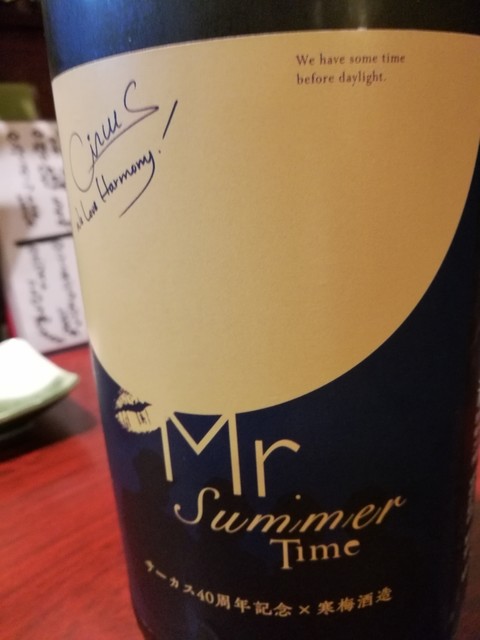 We have some time
before daylight.
Circus
We Love Harmony!
Mr
Summer
Time
サーカス40周年記念×寒梅酒造